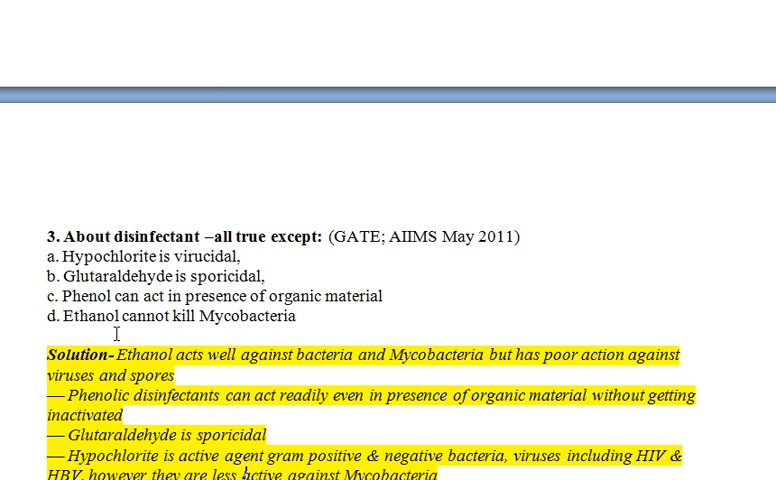 3. About disinfectant –all true except: (GATE; AIIMS May 2011)
a. Hypochlorite is virucidal,
b. Glutaraldehyde is sporicidal,
c. Phenol can act in presence of organic material
d. Ethanol cannot kill Mycobacteria
Solution- Ethanol acts well against bacteria and Mycobacteria but has poor action against
viruses and spores
— Phenolic disinfectants can act readily even in presence of organic material without getting
inactivated
— Glutaraldehyde is sporicidal
— Hypochlorite is active agent gram positive & negative bacteria, viruses including HIV &
HBV, however they are less active against Mycobacteria